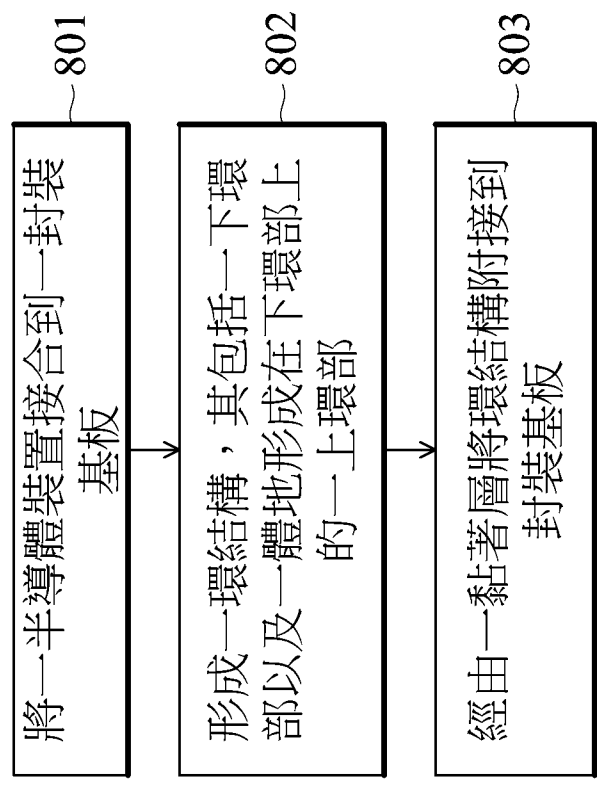 801
將一半導體裝置接合到一封裝
基板
802
形成一環結構，其包括一下環
部以及一體地形成在下環部上
的一上環部
803
經由一黏著層將環結構附接到
封裝基板